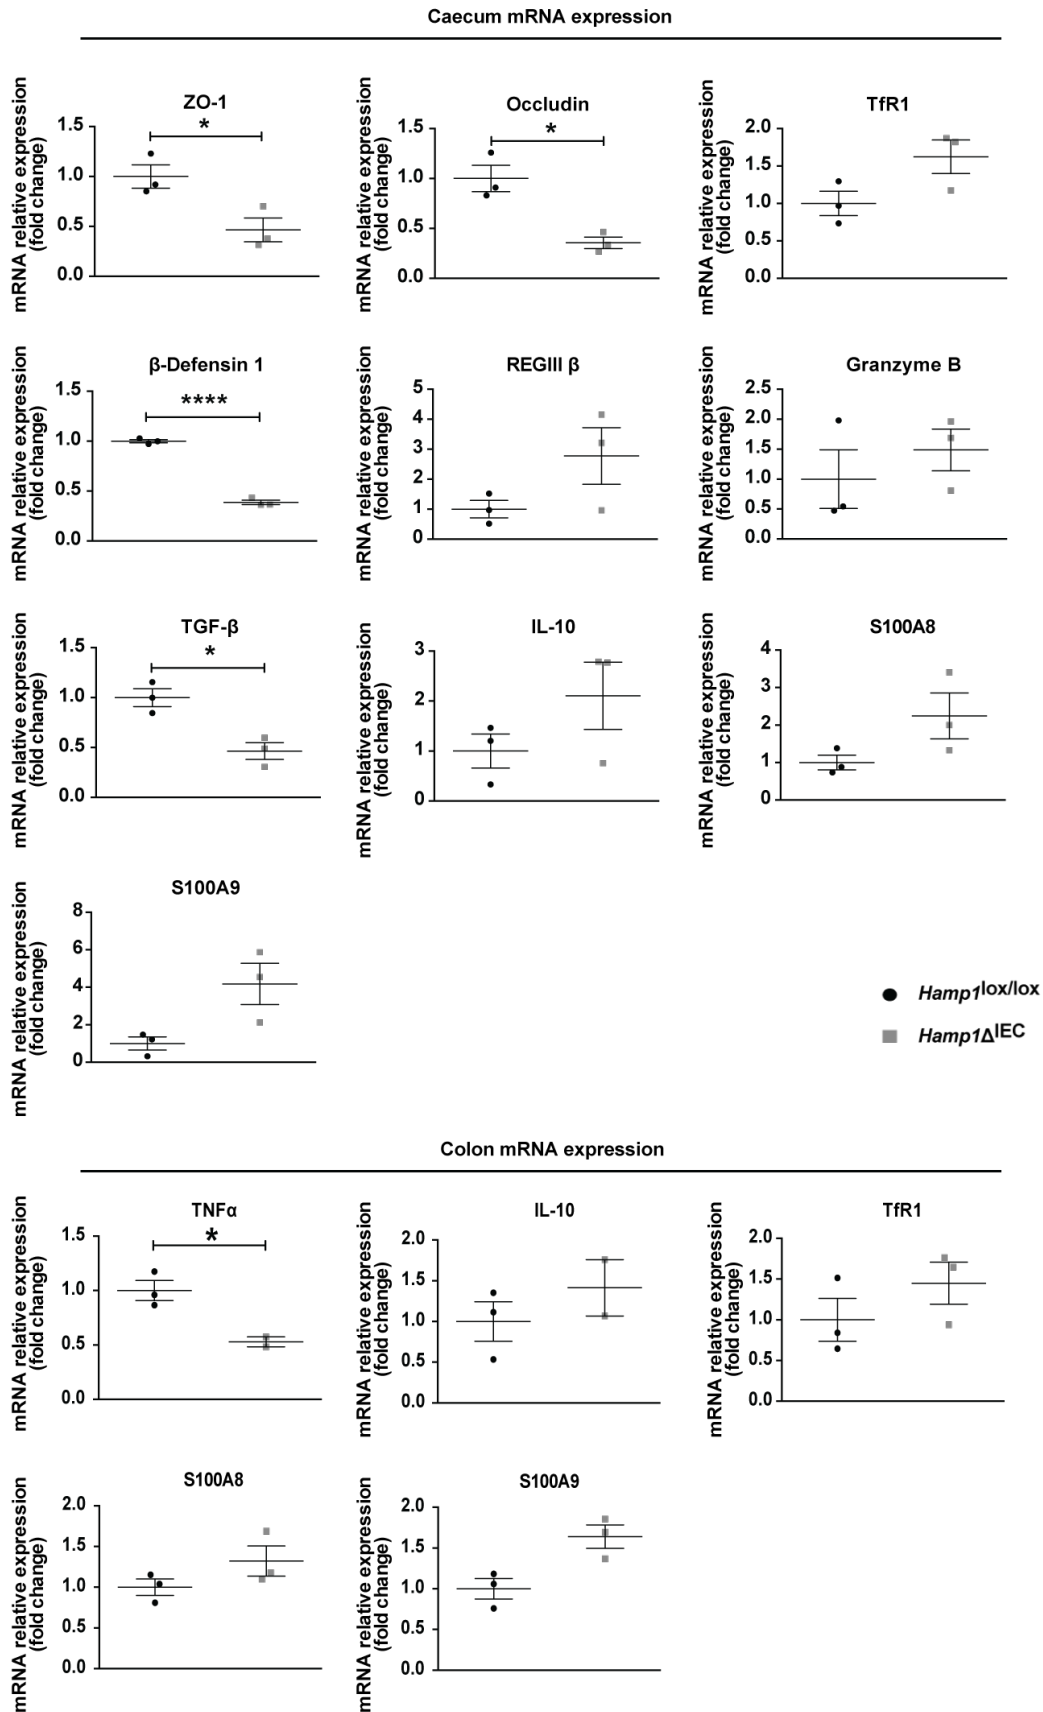 Caecum mRNA expression
ZO-1
mRNA relative expression
(fold change)
1.5
1.0
0.5
0.0
*
Occludin
mRNA relative expression
(fold change)
1.5
1.0
0.5
0.0
*
TfR1
mRNA relative expression
(fold change)
2.0
1.5
1.0
0.5
0.0
β-Defensin 1
mRNA relative expression
(fold change)
1.5
1.0
0.5
0.0
****
REGIII β
mRNA relative expression
(fold change)
5
4
3
2
1
0
Granzyme B
mRNA relative expression
(fold change)
2.5
2.0
1.5
1.0
0.5
0.0
TGF-β
mRNA relative expression
(fold change)
1.5
1.0
0.5
0.0
*
IL-10
mRNA relative expression
(fold change)
3
2
1
0
S100A8
mRNA relative expression
(fold change)
4
3
2
1
0
S100A9
mRNA relative expression
(fold change)
8
6
4
2
0
Hamp1lox/lox
Hamp1ΔIEC
Colon mRNA expression
TNFα
mRNA relative expression
(fold change)
1.5
1.0
0.5
0.0
*
IL-10
mRNA relative expression
(fold change)
2.0
1.5
1.0
0.5
0.0
TfR1
mRNA relative expression
(fold change)
2.0
1.5
1.0
0.5
0.0
S100A8
mRNA relative expression
(fold change)
2.0
1.5
1.0
0.5
0.0
S100A9
mRNA relative expression
(fold change)
2.0
1.5
1.0
0.5
0.0